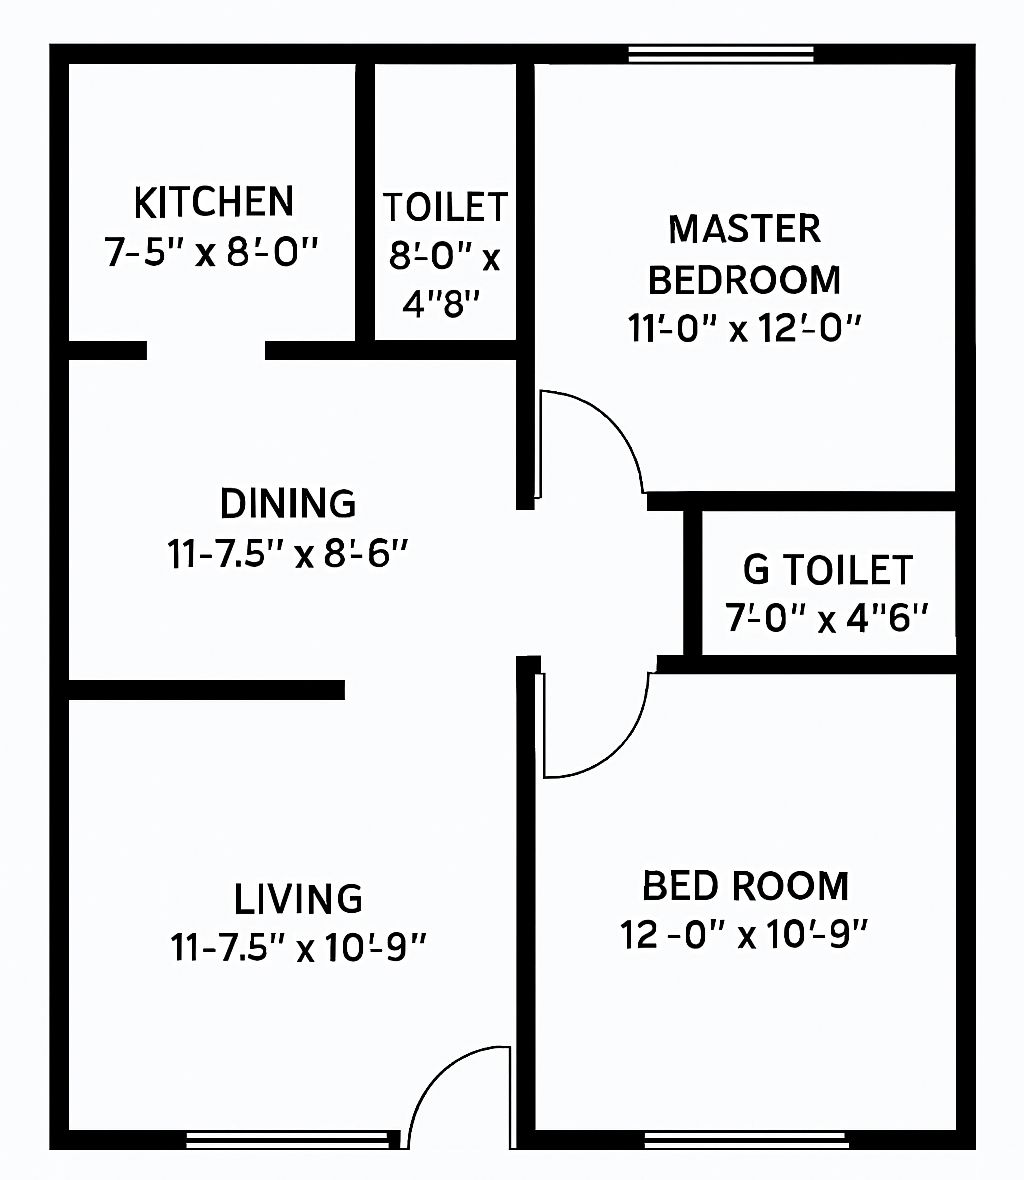 KITCHEN
7-5" x 8'-0"
TOILET
8'-0" x
4"8"
MASTER
BEDROOM
11'-0" x 12'-0"
DINING
11-7.5" x 8'-6"
G TOILET
7'-0" x 4"6"
LIVING
11-7.5" x 10'-9"
BED ROOM
12 -0" x 10'-9"